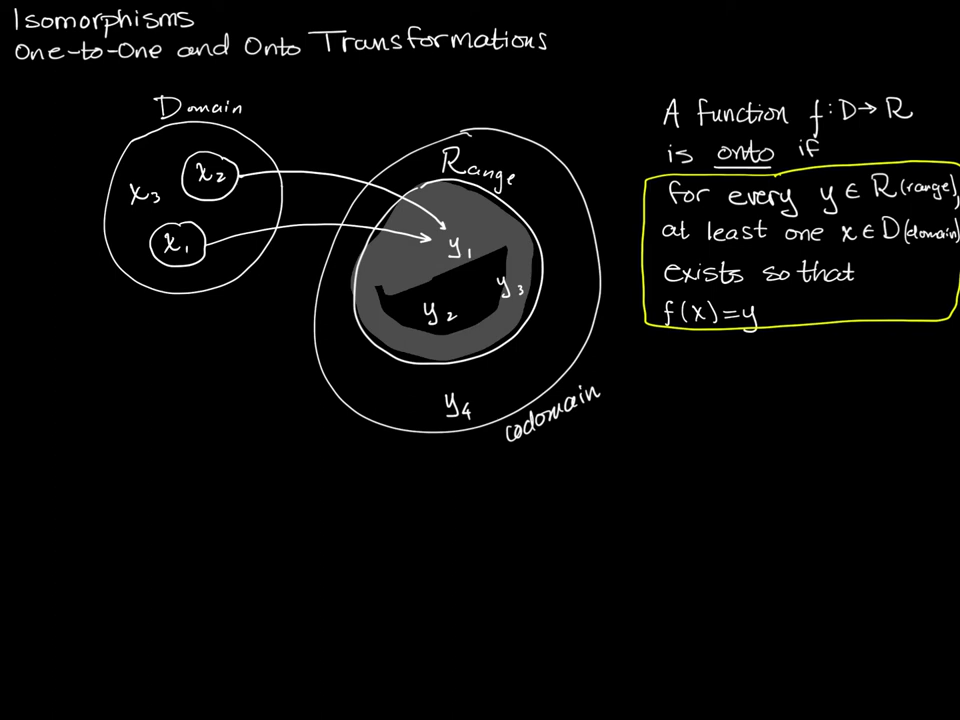 Isomorphisms
One-to-One and Onto Transformations
Domain
x₂
x₃
x₁
Range
y₁
y₃
y₂
y₄
codomain
A function f: D→R
is onto if
for every y ∈ R (range),
at least one x ∈ D (domain)
exists so that
f(x) = y